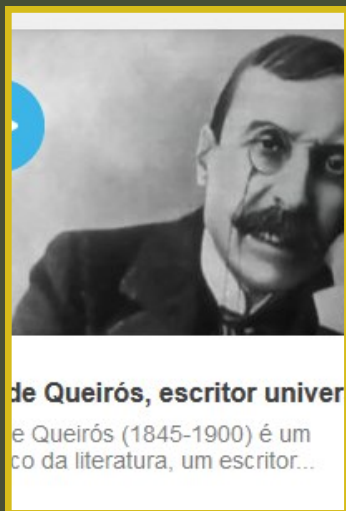 de Queirós, escritor univer
e Queirós (1845-1900) é um
co da literatura, um escritor...